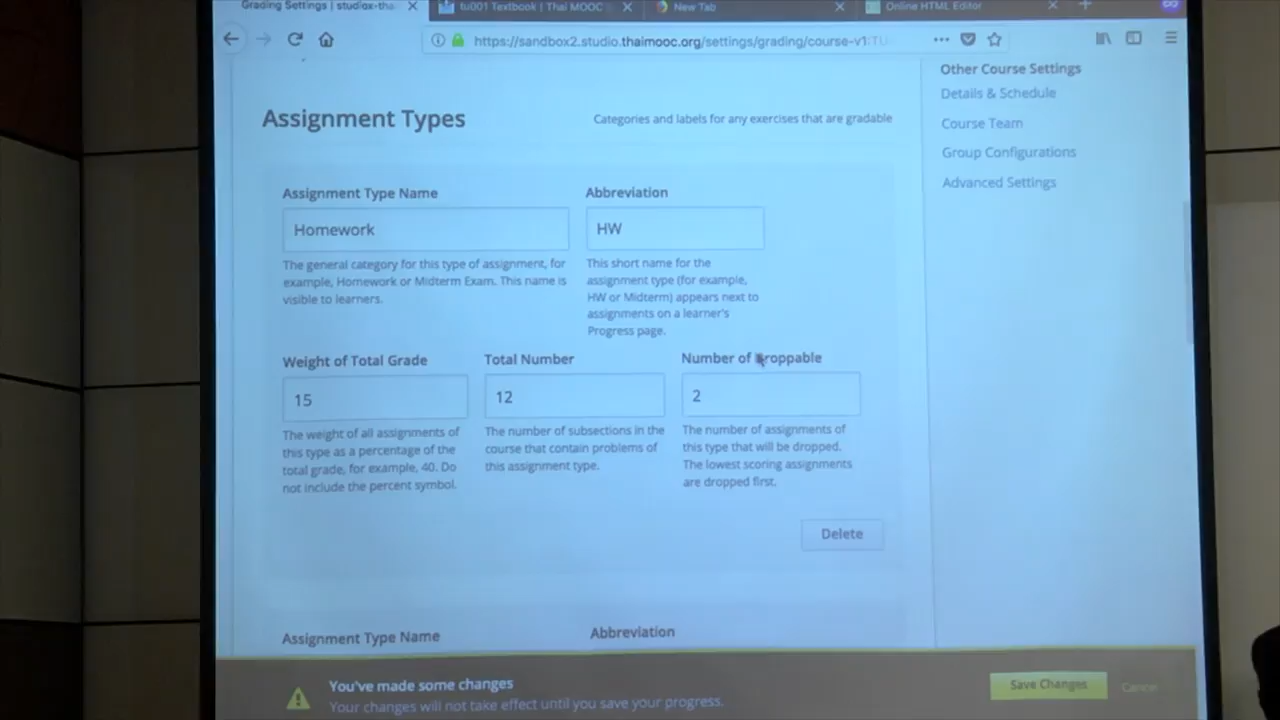 Grading Settings | studiox-tha
tu001 Textbook | Thai MOOC
New Tab
Online HTML Editor
https://sandbox2.studio.thaimooc.org/settings/grading/course-v1:TU
Other Course Settings
Details & Schedule
Course Team
Group Configurations
Advanced Settings
Assignment Types
Categories and labels for any exercises that are gradable
Assignment Type Name
Homework
The general category for this type of assignment, for
example, Homework or Midterm Exam. This name is
visible to learners.
Abbreviation
HW
This short name for the
assignment type (for example,
HW or Midterm) appears next to
assignments on a learner's
Progress page.
Weight of Total Grade
15
The weight of all assignments of
this type as a percentage of the
total grade, for example, 40. Do
not include the percent symbol.
Total Number
12
The number of subsections in the
course that contain problems of
this assignment type.
Number of Droppable
2
The number of assignments of
this type that will be dropped.
The lowest scoring assignments
are dropped first.
Delete
Assignment Type Name
Abbreviation
You've made some changes
Your changes will not take effect until you save your progress.
Save Changes
Cancel